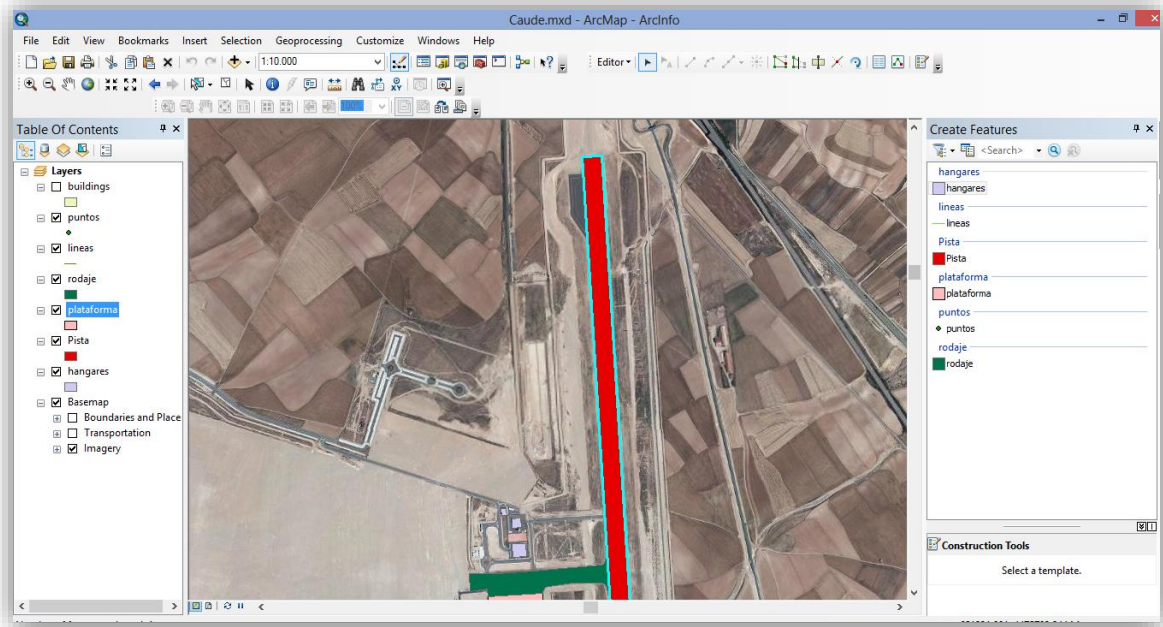 Caude.mxd - ArcMap - ArcInfo
File Edit View Bookmarks Insert Selection Geoprocessing Customize Windows Help
1:10.000
Editor
100%
Table Of Contents
Layers
buildings
puntos
lineas
rodaje
plataforma
Pista
hangares
Basemap
Boundaries and Place
Transportation
Imagery
Create Features
<Search>
hangares
hangares
lineas
lineas
Pista
Pista
plataforma
plataforma
puntos
puntos
rodaje
rodaje
Construction Tools
Select a template.